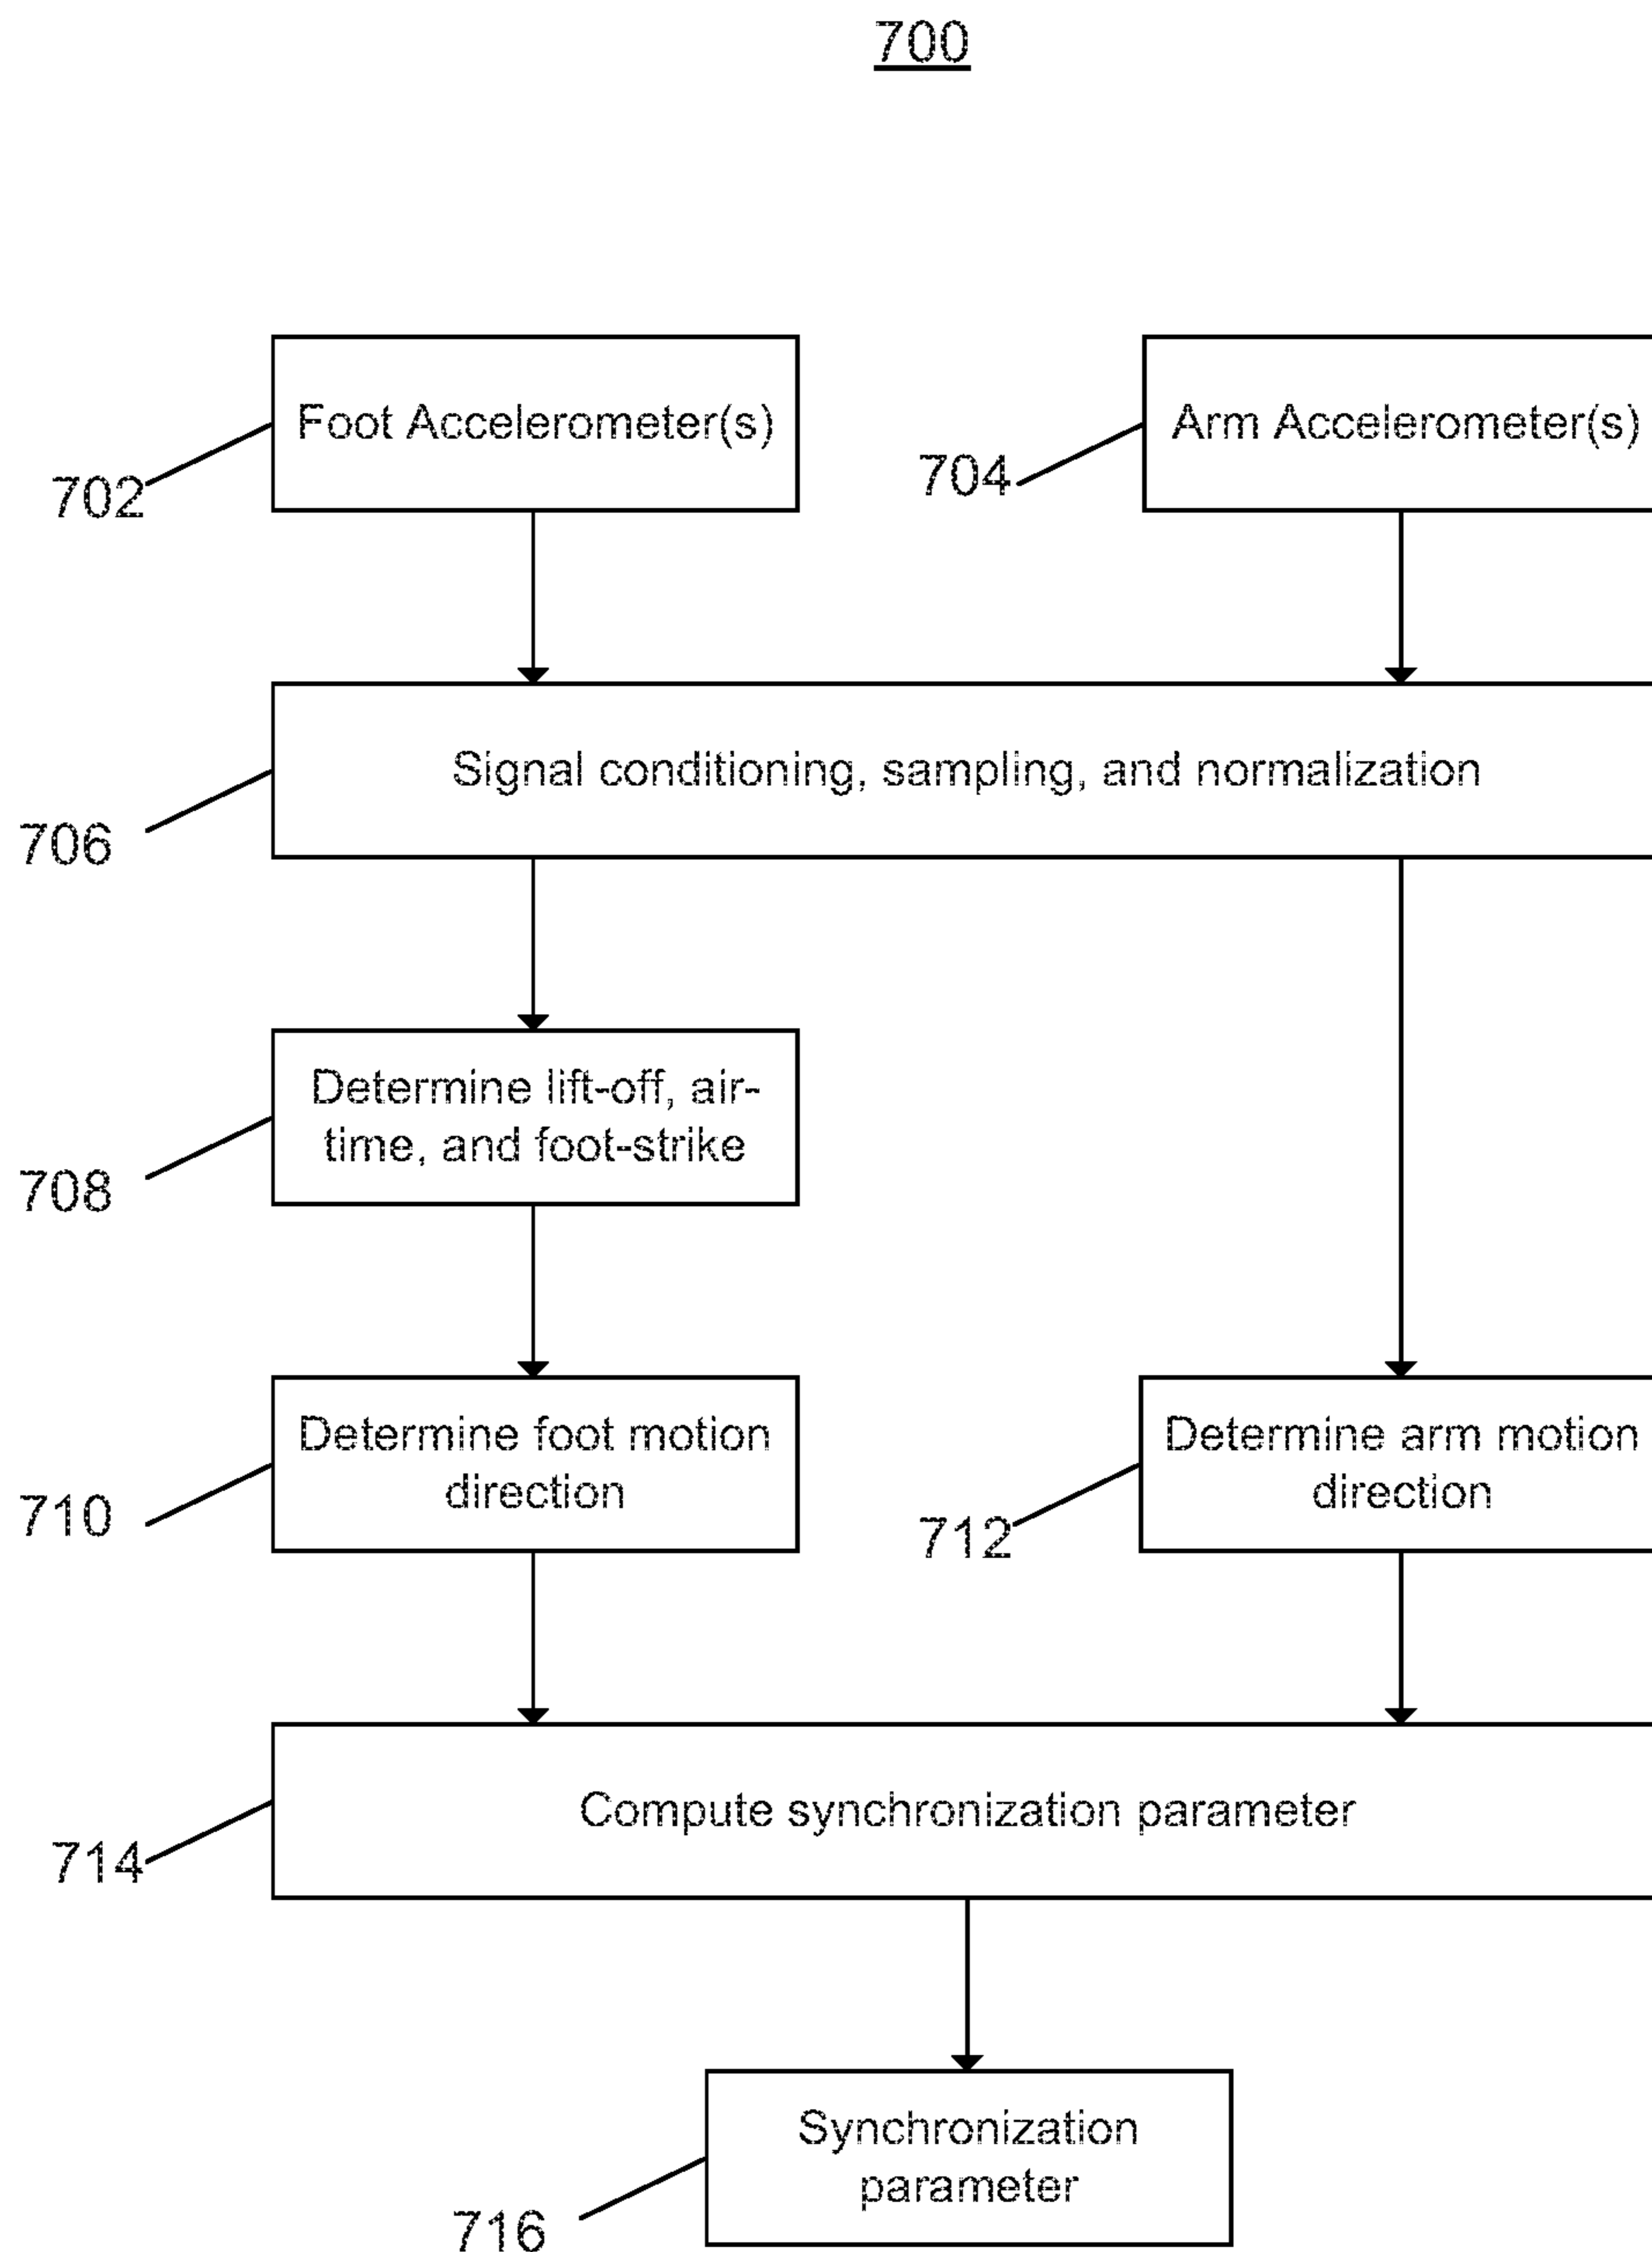 700
Foot Accelerometer(s)
Arm Accelerometer(s)
702
704
Signal conditioning, sampling, and normalization
706
Determine lift-off, air-
time, and foot-strike
708
Determine foot motion
direction
Determine arm motion
direction
710
712
Compute synchronization parameter
714
Synchronization
parameter
716